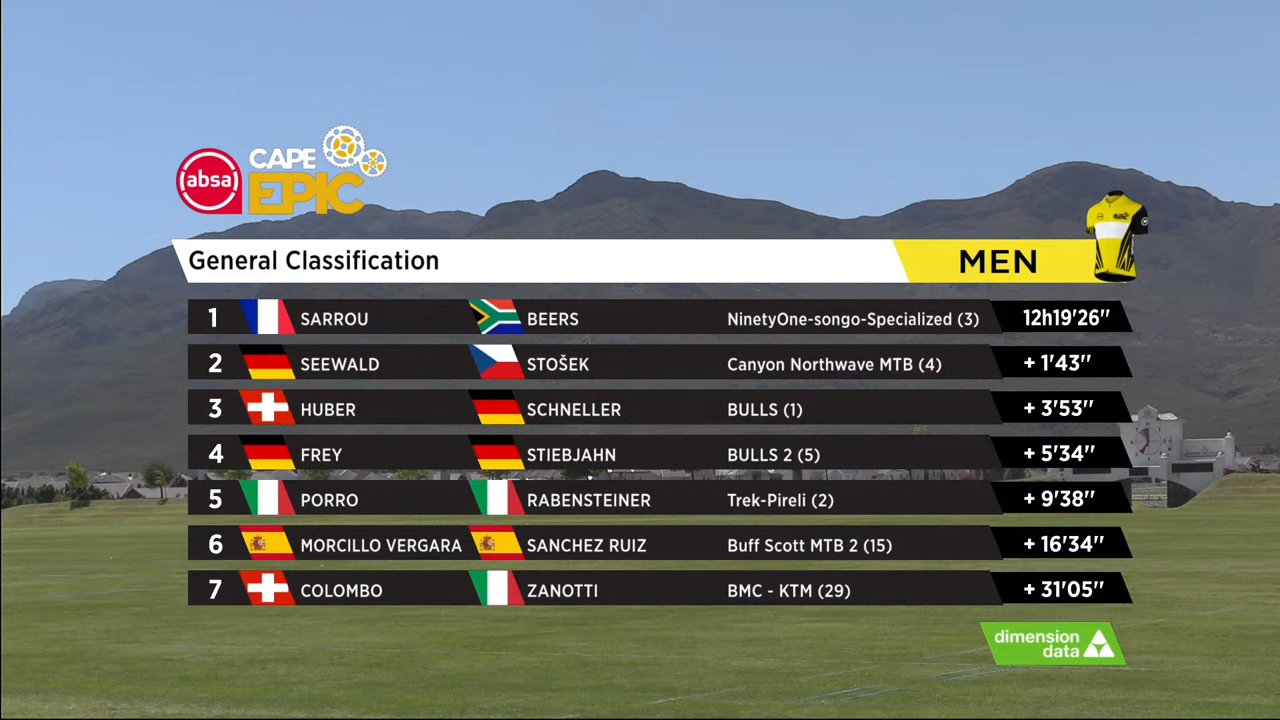 absa
CAPE
EPIC
General Classification MEN
1 SARROU BEERS NinetyOne-songo-Specialized (3) 12h19'26"
2 SEEWALD STOŠEK Canyon Northwave MTB (4) + 1'43"
3 HUBER SCHNELLER BULLS (1) + 3'53"
4 FREY STIEBJAHN BULLS 2 (5) + 5'34"
5 PORRO RABENSTEINER Trek-Pireli (2) + 9'38"
6 MORCILLO VERGARA SANCHEZ RUIZ Buff Scott MTB 2 (15) + 16'34"
7 COLOMBO ZANOTTI BMC - KTM (29) + 31'05"
dimension
data